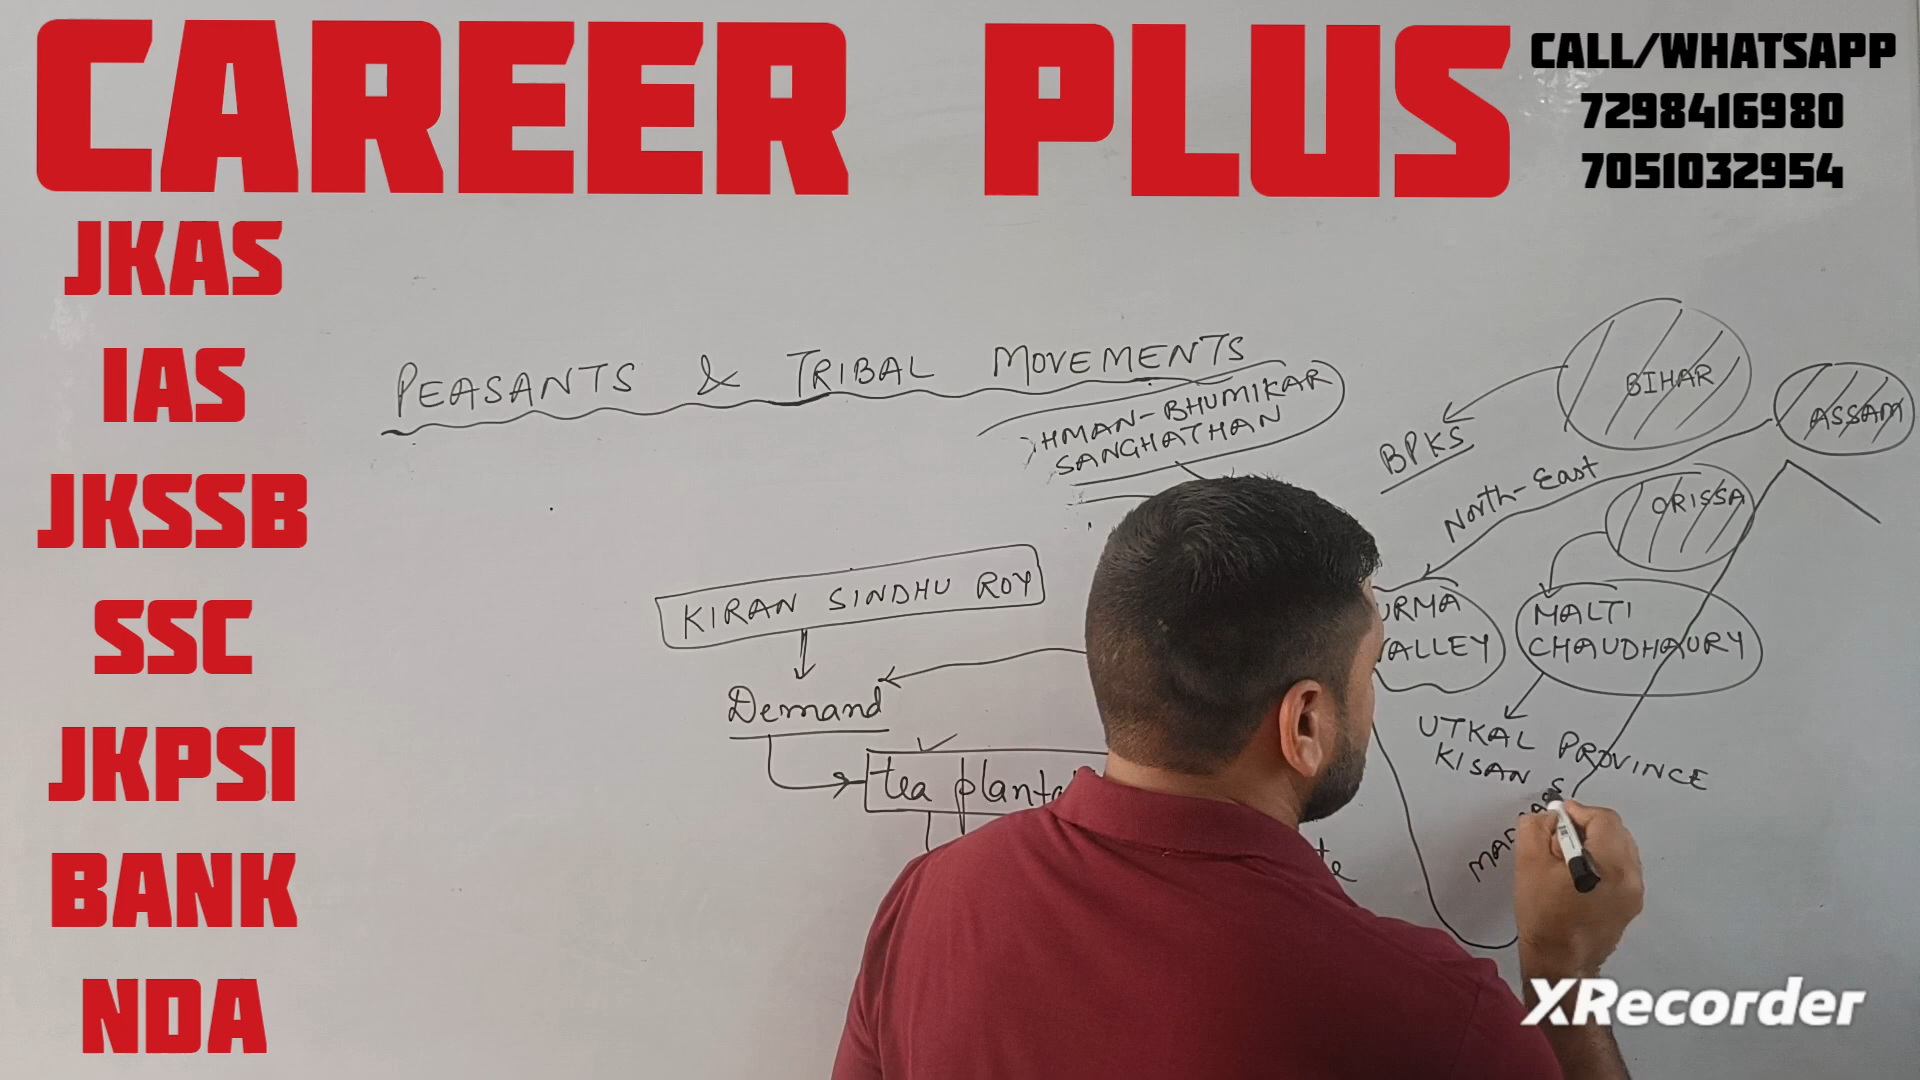 CAREER PLUS
CALL/WHATSAPP
7298416980
7051032954
JKAS
IAS
JKSSB
SSC
JKPSI
BANK
NDA
PEASANTS & TRIBAL MOVEMENTS
HMAN-BHUMIKAR
SANGHATHAN
BIHAR
ASSAM
BPKS
North-East
ORISSA
KIRAN SINDHU ROY
URMA
VALLEY
MALTI
CHAUDHAURY
Demand
UTKAL PROVINCE
KISAN
tea planta
XRecorder